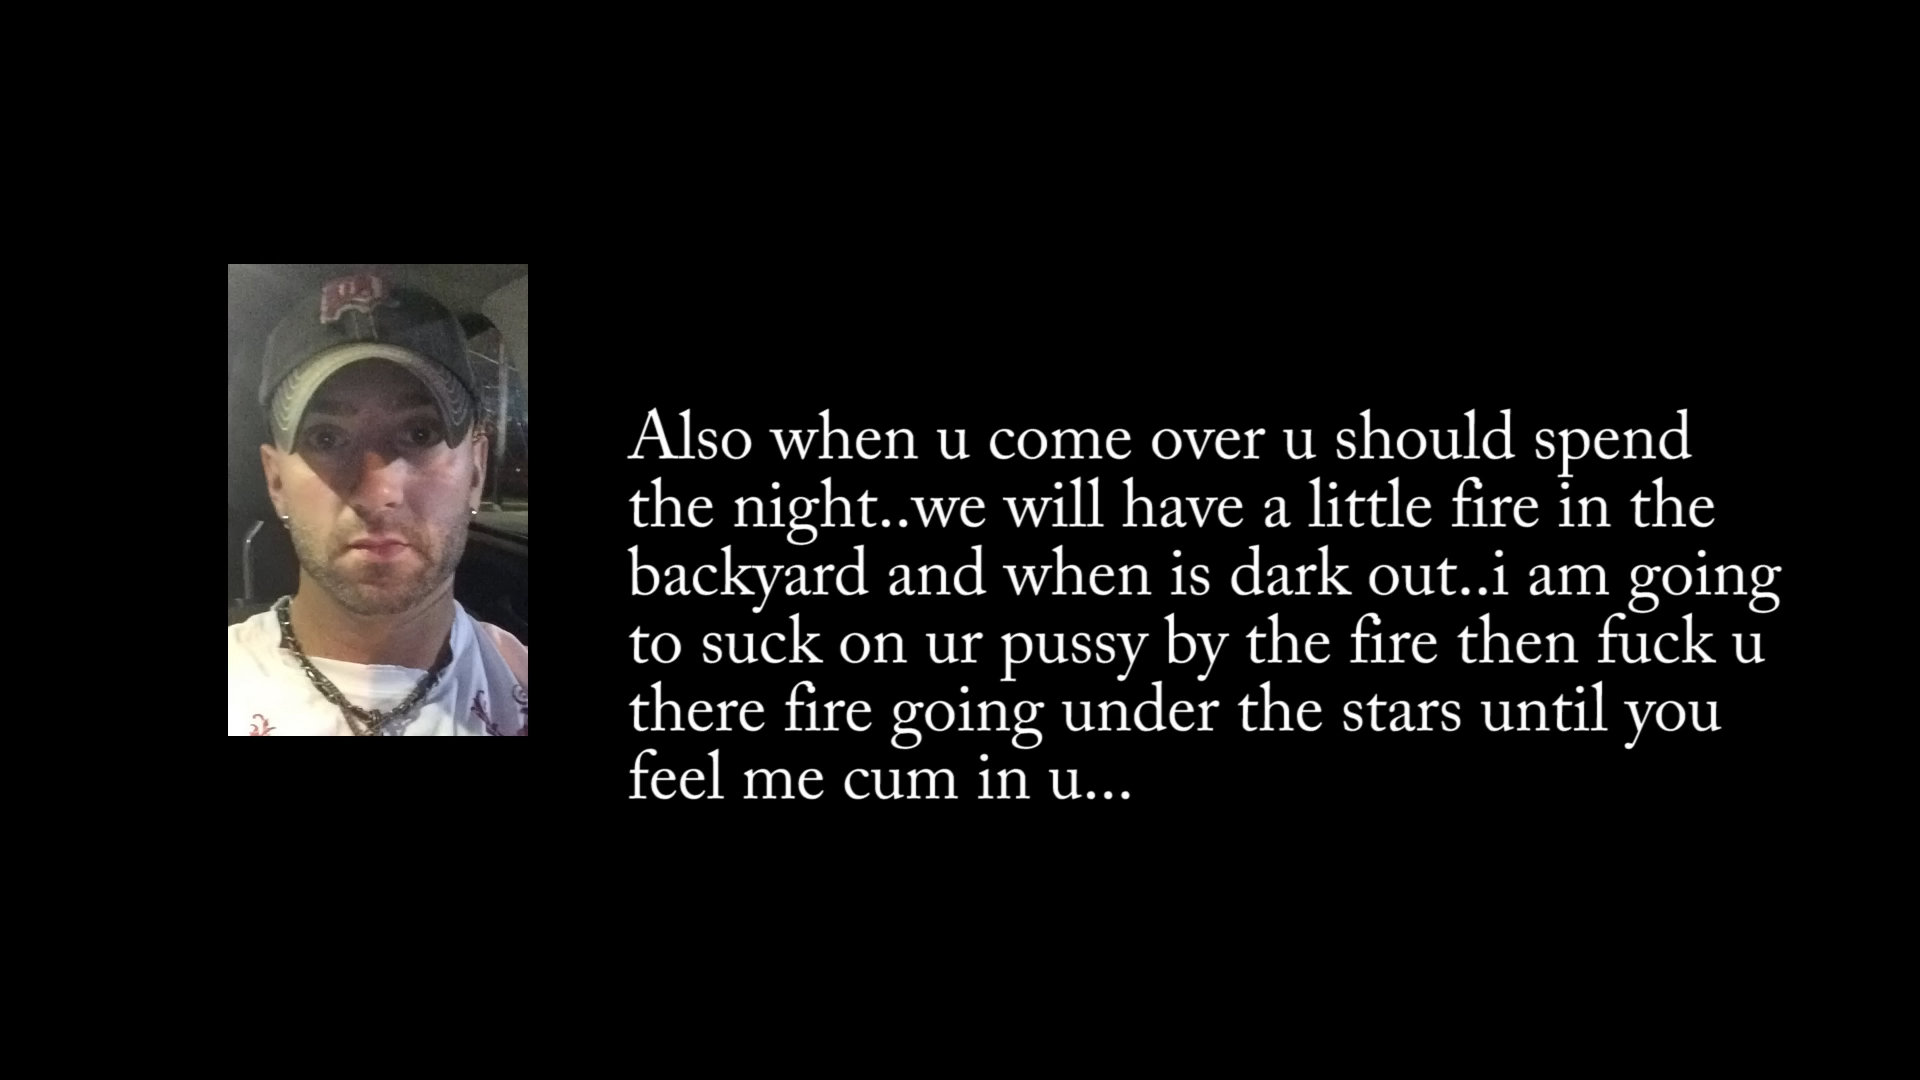 Also when u come over u should spend
the night..we will have a little fire in the
backyard and when is dark out..i am going
to suck on ur pussy by the fire then fuck u
there fire going under the stars until you
feel me cum in u...